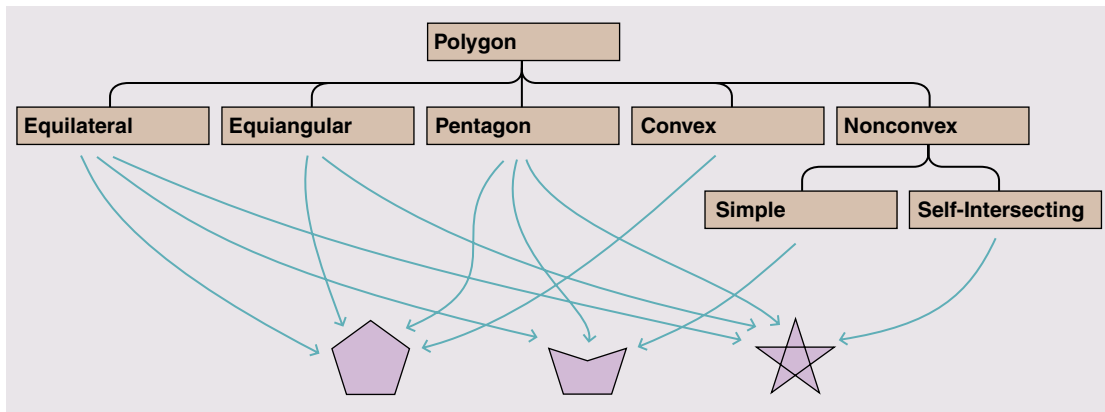 Polygon
Equilateral
Equiangular
Pentagon
Convex
Nonconvex
Simple
Self-Intersecting